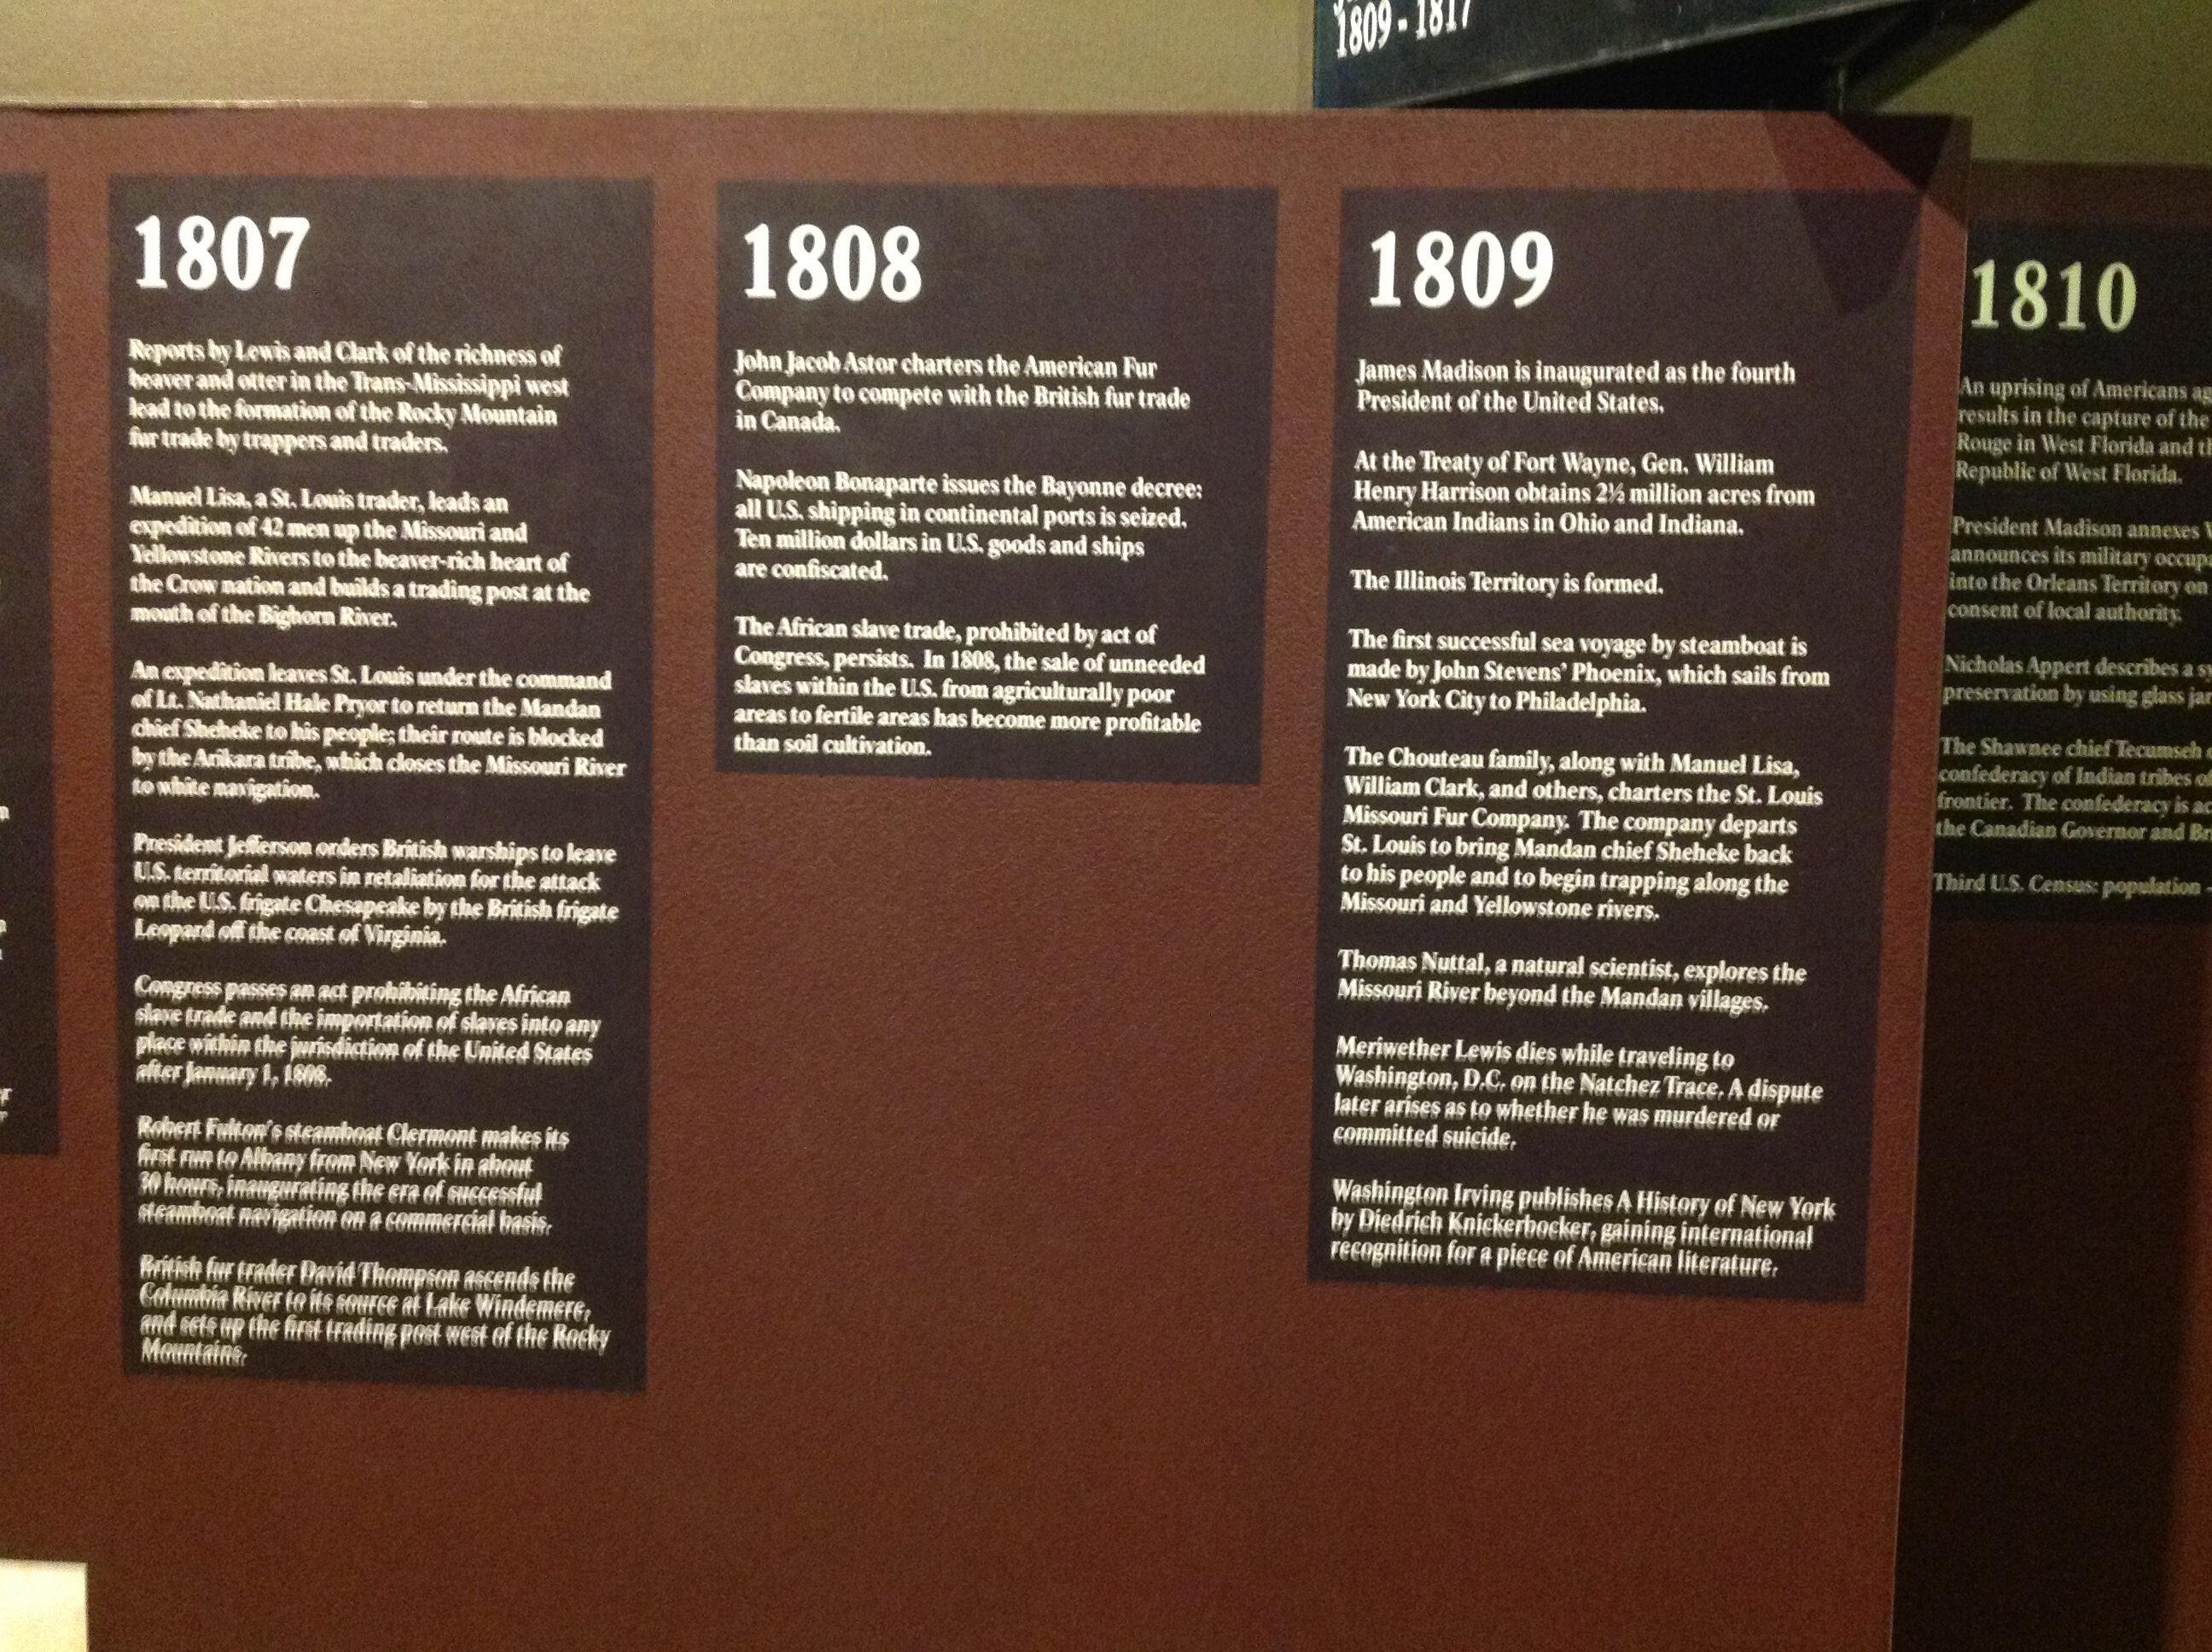 1809 - 1817
1807
Reports by Lewis and Clark of the richness of
beaver and otter in the Trans-Mississippi west
lead to the formation of the Rocky Mountain
fur trade by trappers and traders.
Manuel Lisa, a St. Louis trader, leads an
expedition of 42 men up the Missouri and
Yellowstone Rivers to the beaver-rich heart of
the Crow nation and builds a trading post at the
mouth of the Bighorn River.
An expedition leaves St. Louis under the command
of Lt. Nathaniel Hale Pryor to return the Mandan
chief Sheheke to his people; their route is blocked
by the Arikara tribe, which closes the Missouri River
to white navigation.
President Jefferson orders British warships to leave
U.S. territorial waters in retaliation for the attack
on the U.S. frigate Chesapeake by the British frigate
Leopard off the coast of Virginia.
Congress passes an act prohibiting the African
slave trade and the importation of slaves into any
place within the jurisdiction of the United States
after January 1, 1808.
Robert Fulton's steamboat Clermont makes its
first run to Albany from New York in about
30 hours, inaugurating the era of successful
steamboat navigation on a commercial basis.
British fur trader David Thompson ascends the
Columbia River to its source at Lake Windemere,
and sets up the first trading post west of the Rocky
Mountains.
1808
John Jacob Astor charters the American Fur
Company to compete with the British fur trade
in Canada.
Napoleon Bonaparte issues the Bayonne decree:
all U.S. shipping in continental ports is seized.
Ten million dollars in U.S. goods and ships
are confiscated.
The African slave trade, prohibited by act of
Congress, persists. In 1808, the sale of unneeded
slaves within the U.S. from agriculturally poor
areas to fertile areas has become more profitable
than soil cultivation.
1809
James Madison is inaugurated as the fourth
President of the United States.
At the Treaty of Fort Wayne, Gen. William
Henry Harrison obtains 2½ million acres from
American Indians in Ohio and Indiana.
The Illinois Territory is formed.
The first successful sea voyage by steamboat is
made by John Stevens' Phoenix, which sails from
New York City to Philadelphia.
The Chouteau family, along with Manuel Lisa,
William Clark, and others, charters the St. Louis
Missouri Fur Company. The company departs
St. Louis to bring Mandan chief Sheheke back
to his people and to begin trapping along the
Missouri and Yellowstone rivers.
Thomas Nuttal, a natural scientist, explores the
Missouri River beyond the Mandan villages.
Meriwether Lewis dies while traveling to
Washington, D.C. on the Natchez Trace. A dispute
later arises as to whether he was murdered or
committed suicide.
Washington Irving publishes A History of New York
by Diedrich Knickerbocker, gaining international
recognition for a piece of American literature.
1810
An uprising of Americans
results in the capture of the
Rouge in West Florida and
Republic of West Florida.
President Madison annexes
announces its military
into the Orleans Territory on
consent of local authority.
Nicholas Appert describes a
preservation by using glass
The Shawnee chief Tecumseh
confederacy of Indian tribes
frontier. The confederacy is
the Canadian Governor and
Third U.S. Census: population